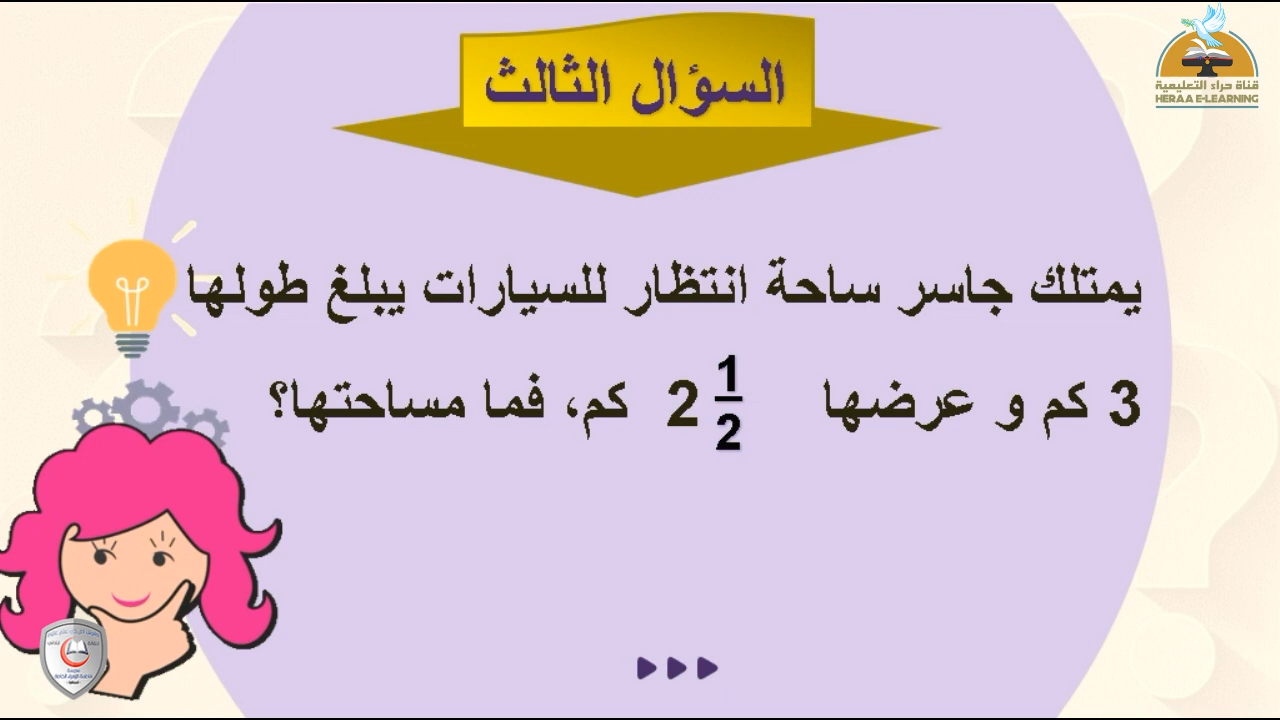 قناة حراء التعليمية
HERAA E-LEARNING
السؤال الثالث
يمتلك جاسر ساحة انتظار للسيارات يبلغ طولها
3 كم و عرضها 2 1/2 كم، فما مساحتها؟